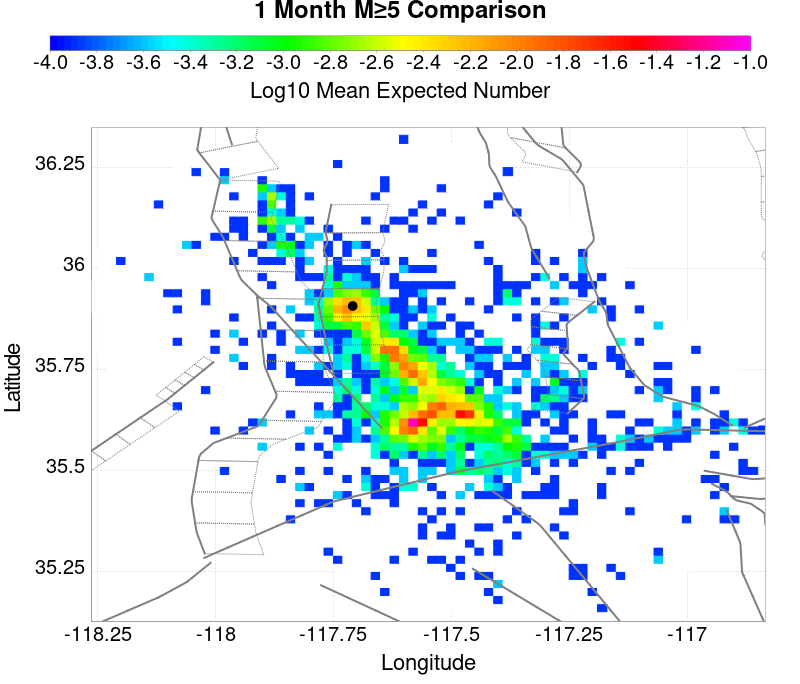 1 Month M≥5 Comparison
-4.0 -3.8 -3.6 -3.4 -3.2 -3.0 -2.8 -2.6 -2.4 -2.2 -2.0 -1.8 -1.6 -1.4 -1.2 -1.0
Log10 Mean Expected Number
36.25
36
35.75
35.5
35.25
Latitude
-118.25 -118 -117.75 -117.5 -117.25 -117
Longitude